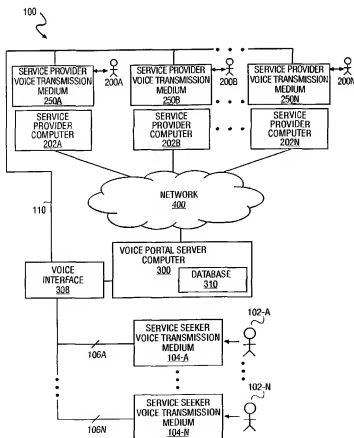 100
SERVICE PROVIDER SERVICE PROVIDER SERVICE PROVIDER
VOICE TRANSMISSION VOICE TRANSMISSION VOICE TRANSMISSION
MEDIUM MEDIUM MEDIUM
250A 200A 250B 200B 250N 200N
SERVICE SERVICE SERVICE
PROVIDER PROVIDER PROVIDER
COMPUTER COMPUTER COMPUTER
202A 202B 202N
NETWORK
400
110
VOICE PORTAL SERVER
COMPUTER
300
DATABASE
310
VOICE
INTERFACE
308
102-A
SERVICE SEEKER
VOICE TRANSMISSION
MEDIUM
104-A
106A
102-N
SERVICE SEEKER
VOICE TRANSMISSION
MEDIUM
104-N
106N